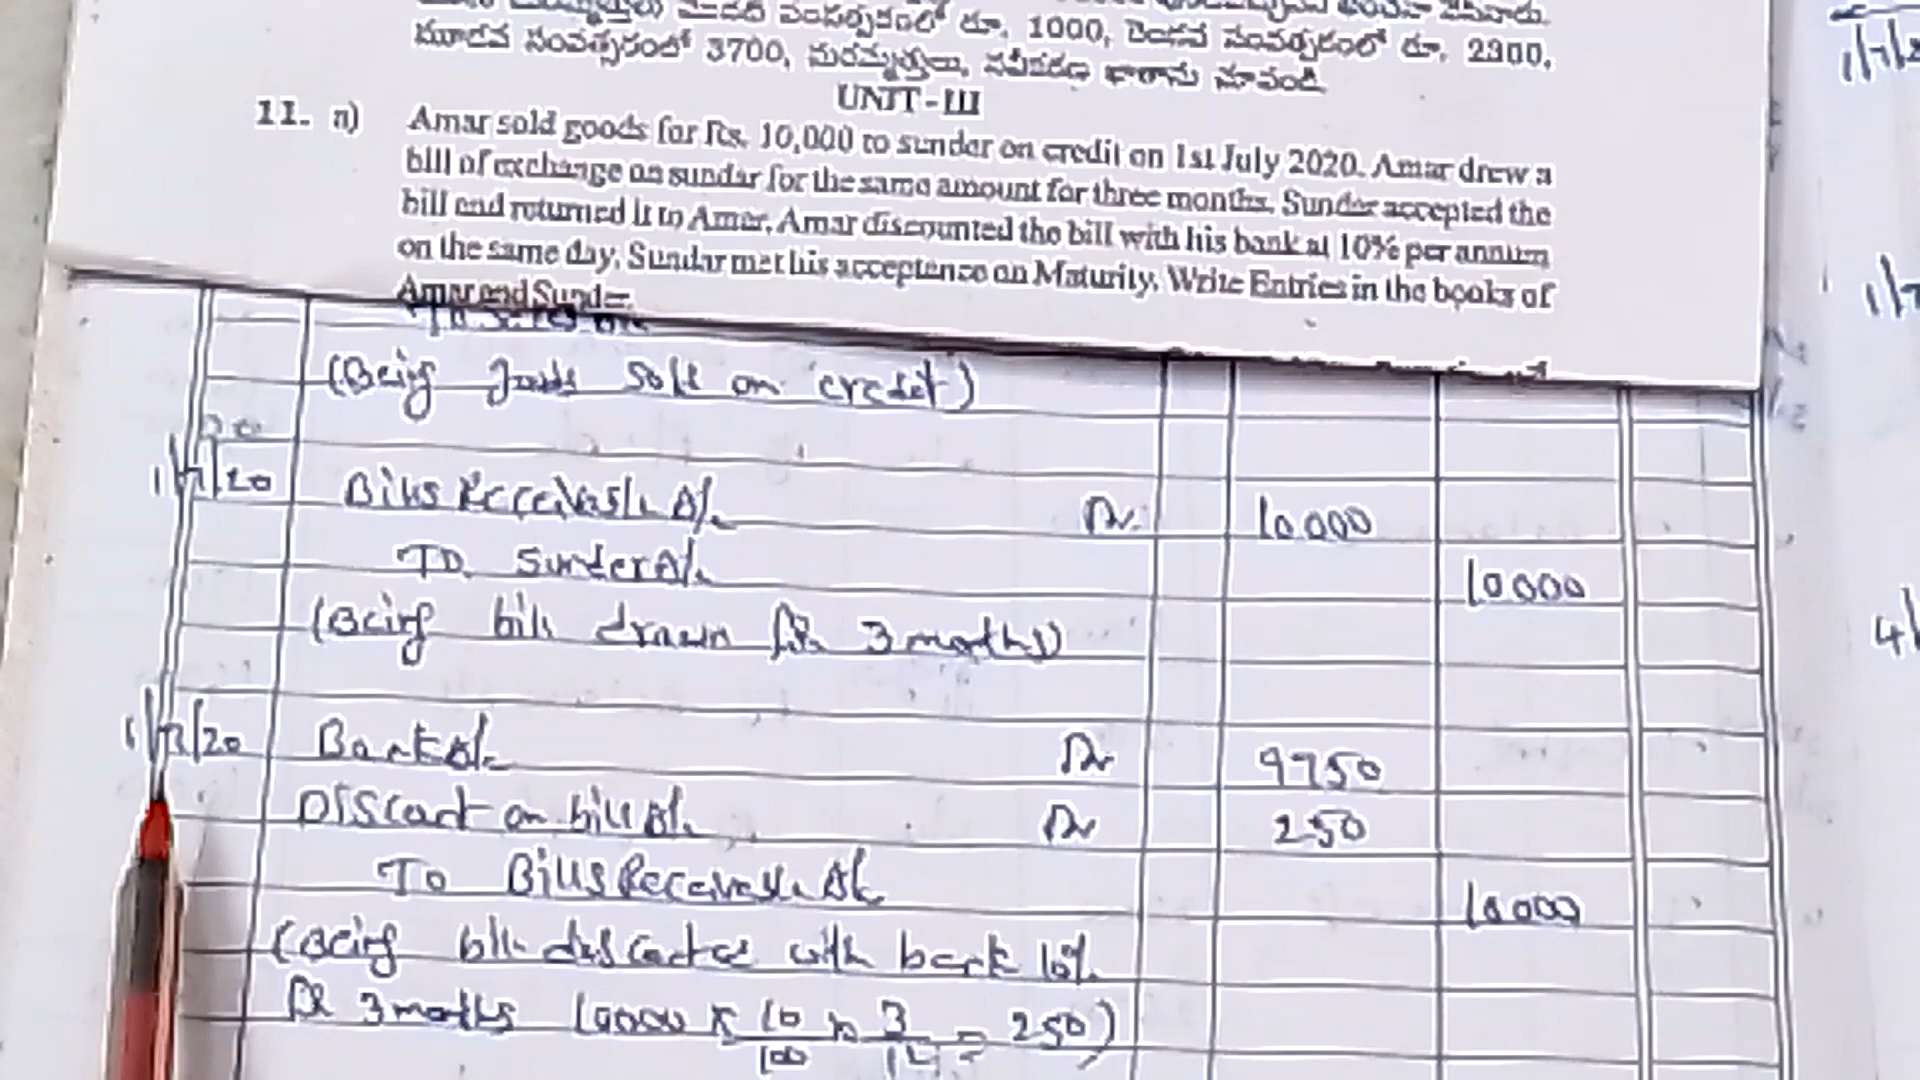 రూ. 1000, రెండవ సంవత్సరంలో రూ. 2300,
మూడవ సంవత్సరంలో 3700, మరమ్మత్తులు,
UNIT - III
11. a) Amar sold goods for Rs. 10,000 to sundar on credit on 1st July 2020. Amar drew a
bill of exchange on sundar for the same amount for three months. Sundar accepted the
bill and returned it to Amar. Amar discounted the bill with his bank at 10% per annum
on the same day. Sundar met his acceptance on Maturity. Write Entries in the books of
Amar and Sunder.
(Being goods sold on credit)
1/7/20 Bills Receivable A/c Dr. 10000
To Sunder A/c 10000
(Being bill drawn for 3 months)
1/7/20 Bank A/c Dr 9750
Discount on bill A/c Dr 250
To Bills Receivable A/c 10000
(Being bill discounted with bank 10%
for 3 months 10000 x 10/100 x 3/12 = 250)